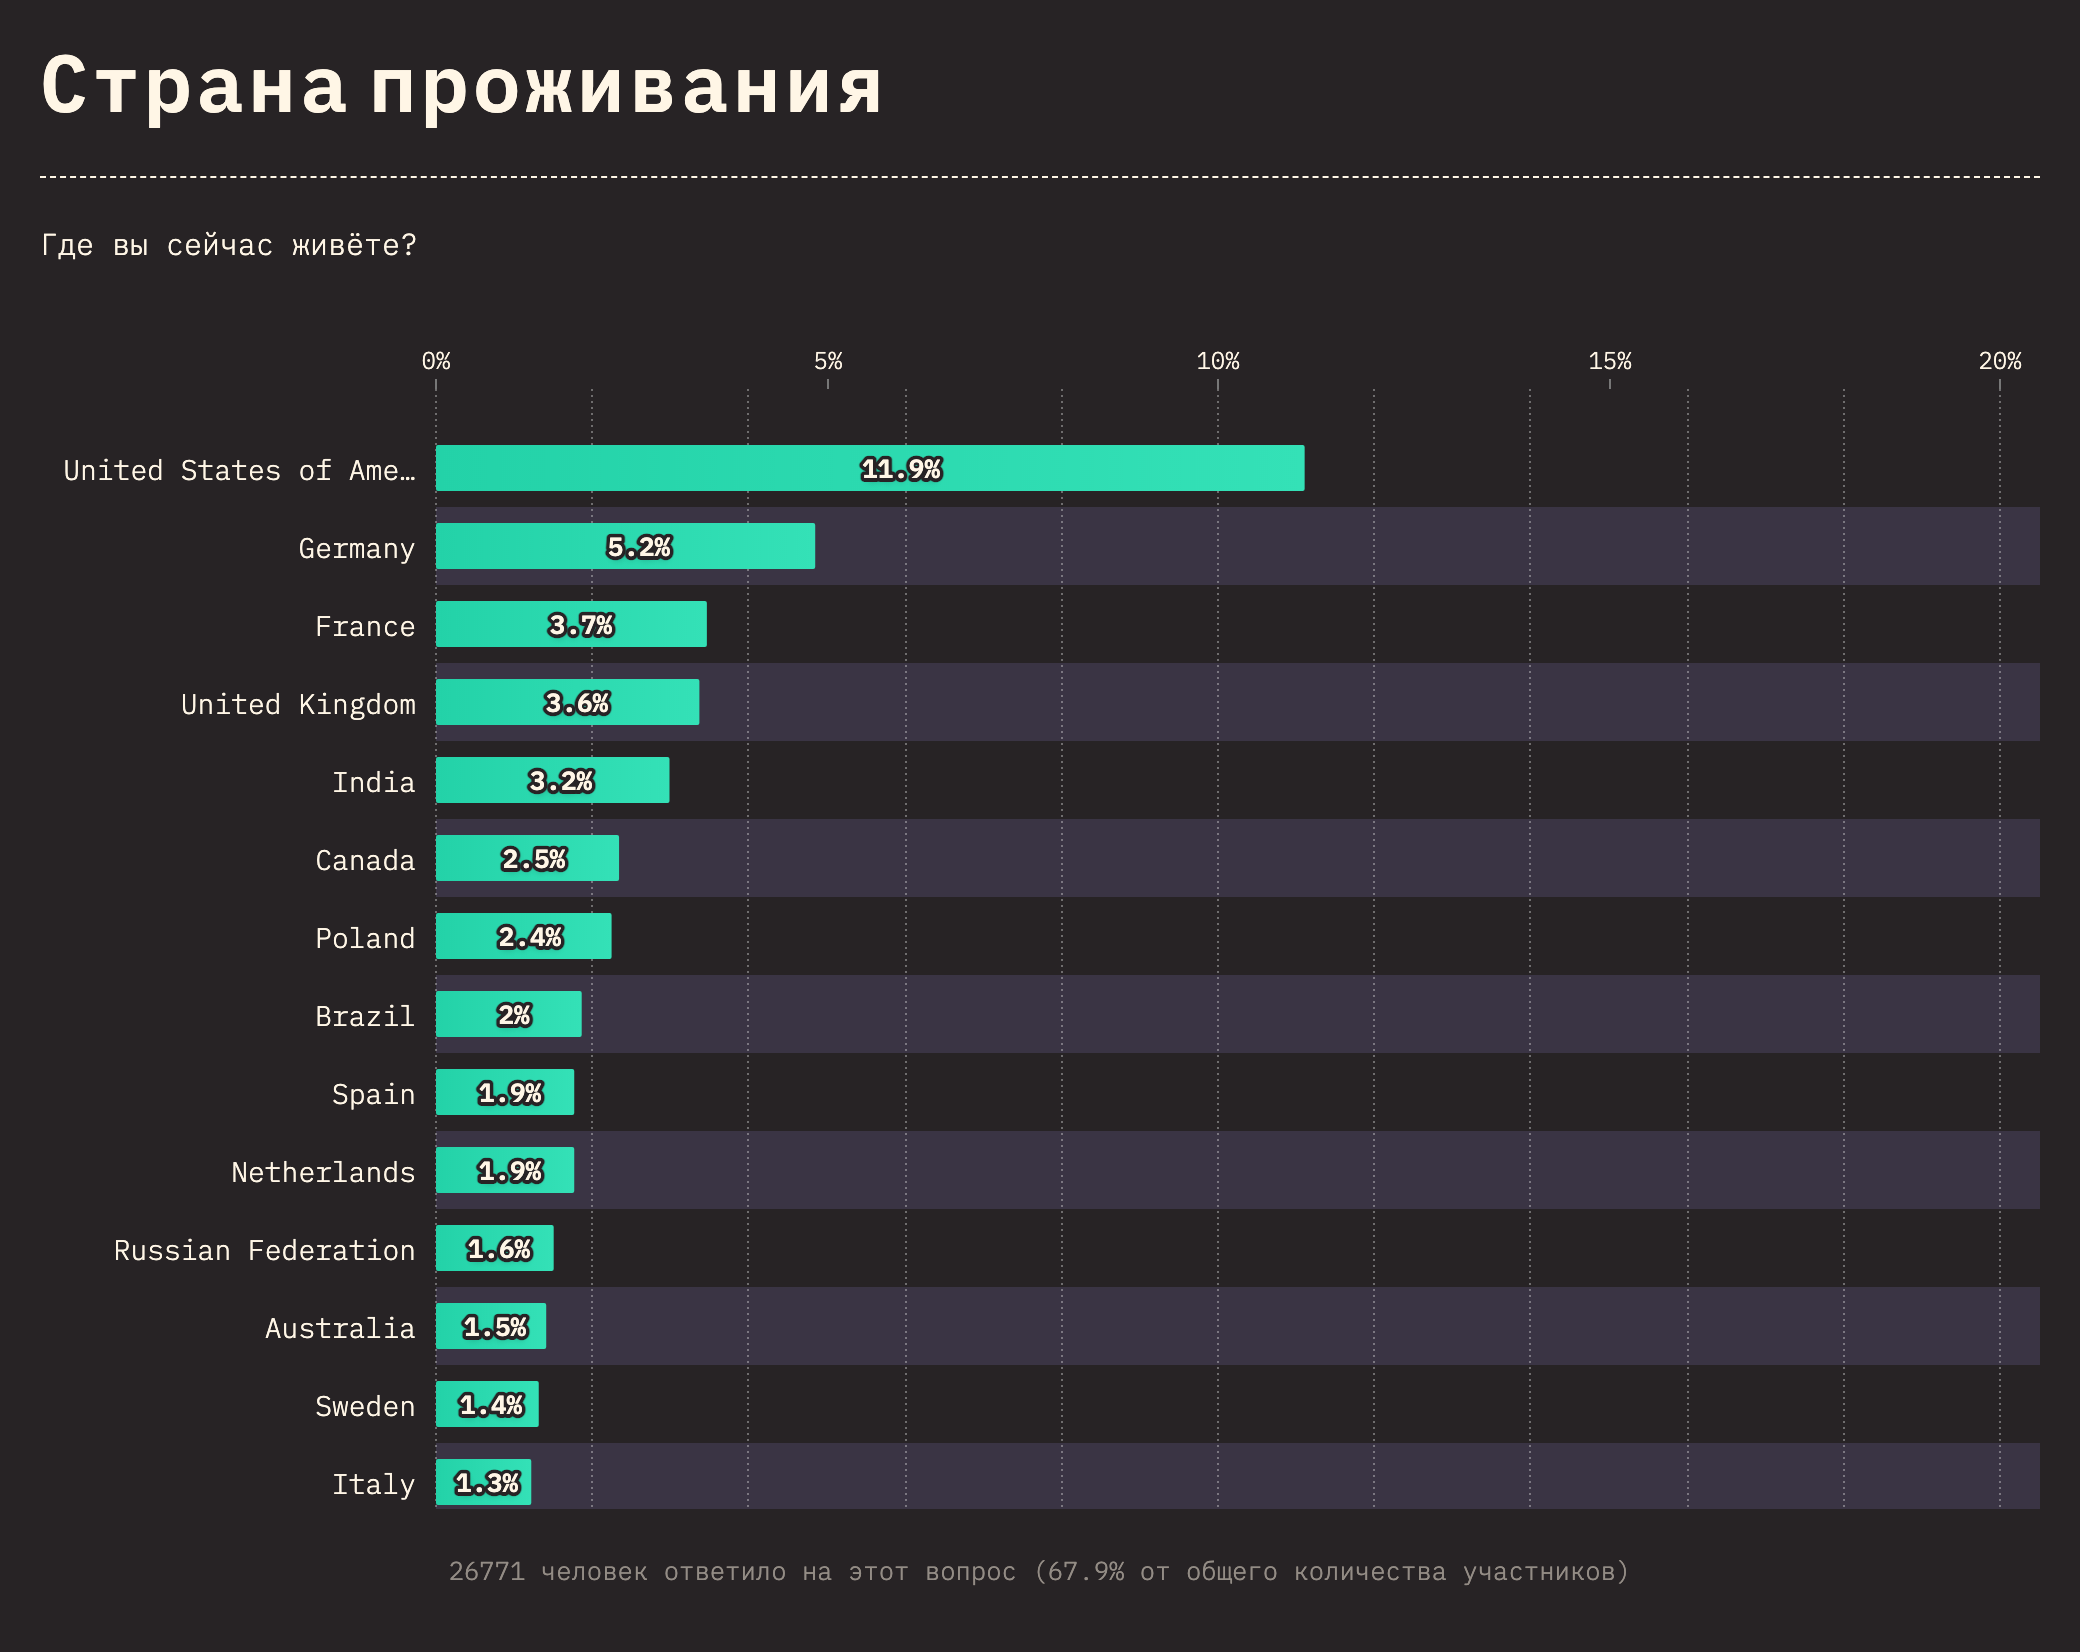 Страна проживания
Где вы сейчас живёте?
0% 5% 10% 15% 20%
United States of Ame… 11.9%
Germany 5.2%
France 3.7%
United Kingdom 3.6%
India 3.2%
Canada 2.5%
Poland 2.4%
Brazil 2%
Spain 1.9%
Netherlands 1.9%
Russian Federation 1.6%
Australia 1.5%
Sweden 1.4%
Italy 1.3%
26771 человек ответило на этот вопрос (67.9% от общего количества участников)